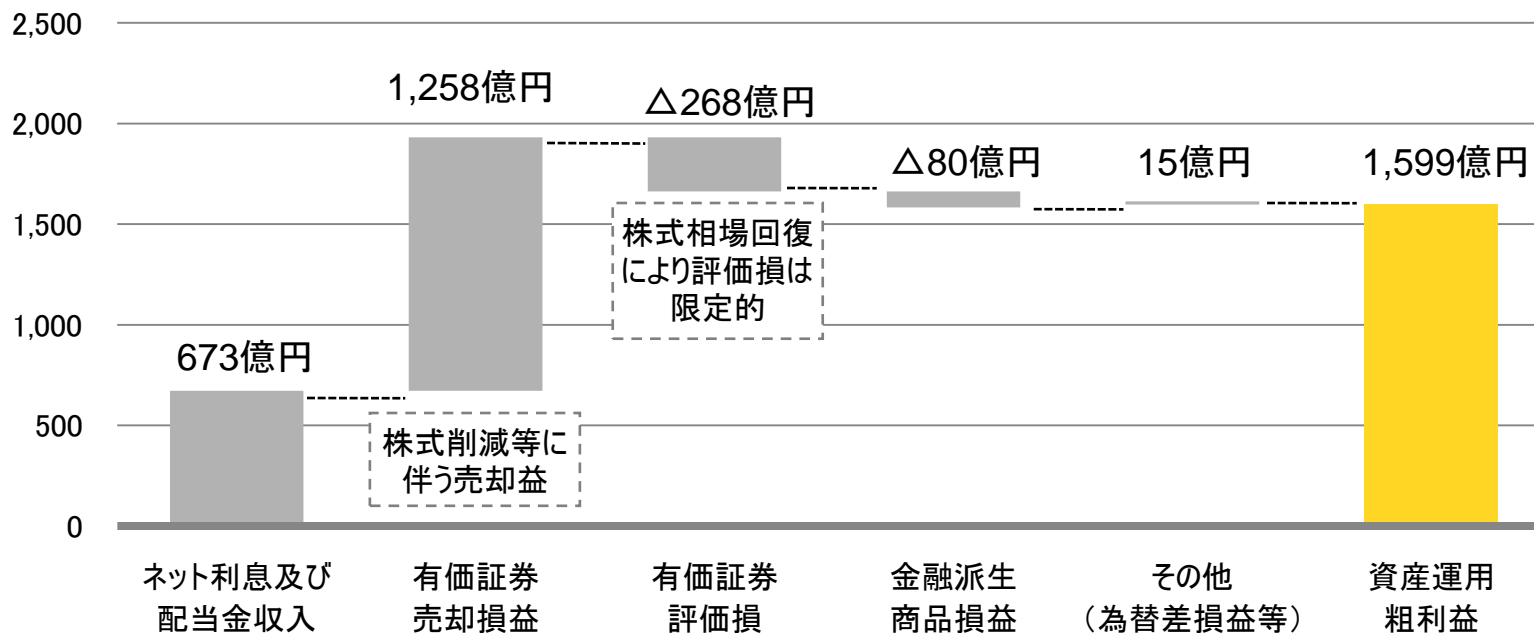 2,500
2,000
1,500
1,000
500
0
673億円
1,258億円
△268億円
△80億円
15億円
1,599億円
株式削減等に
伴う売却益
株式相場回復
により評価損は
限定的
ネット利息及び
配当金収入
有価証券
売却損益
有価証券
評価損
金融派生
商品損益
その他
（為替差損益等）
資産運用
粗利益